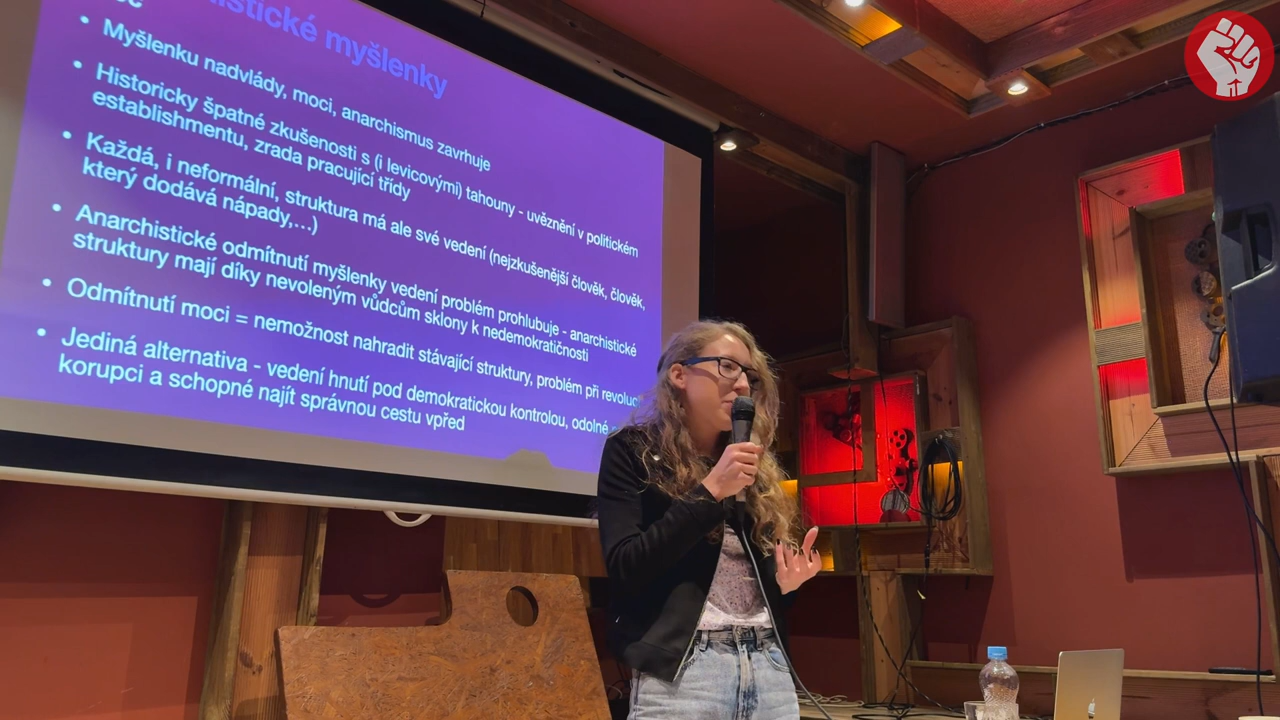 myšlenky
Myšlenku nadvlády, moci, anarchismus zavrhuje
Historicky špatné zkušenosti s (i levicovými) tahouny - uvěznění v politickém
establishmentu, zrada pracující třídy
Každá, i neformální, struktura má ale své vedení (nejzkušenější člověk, člověk,
který dodává nápady,...)
Anarchistické odmítnutí myšlenky vedení problém prohlubuje - anarchistické
struktury mají díky nevoleným vůdcům sklony k nedemokratičnosti
Odmítnutí moci = nemožnost nahradit stávající struktury, problém při
Jediná alternativa - vedení hnutí pod demokratickou kontrolou, odolné
korupci a schopné najít správnou cestu vpřed